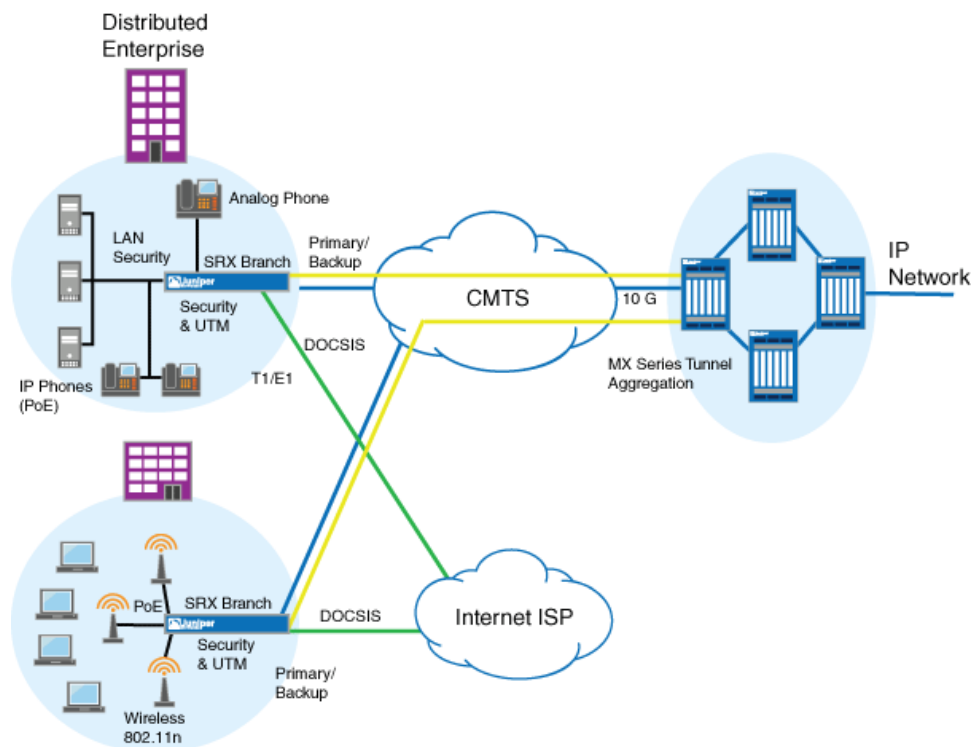 Distributed
Enterprise
Analog Phone
LAN
Security
SRX Branch
Primary/
Backup
Juniper
CMTS
10 G
IP
Network
Security
& UTM
DOCSIS
T1/E1
MX Series Tunnel
Aggregation
IP Phones
(PoE)
SRX Branch
PoE
Juniper
DOCSIS
Internet ISP
Security
& UTM
Primary/
Backup
Wireless
802.11n